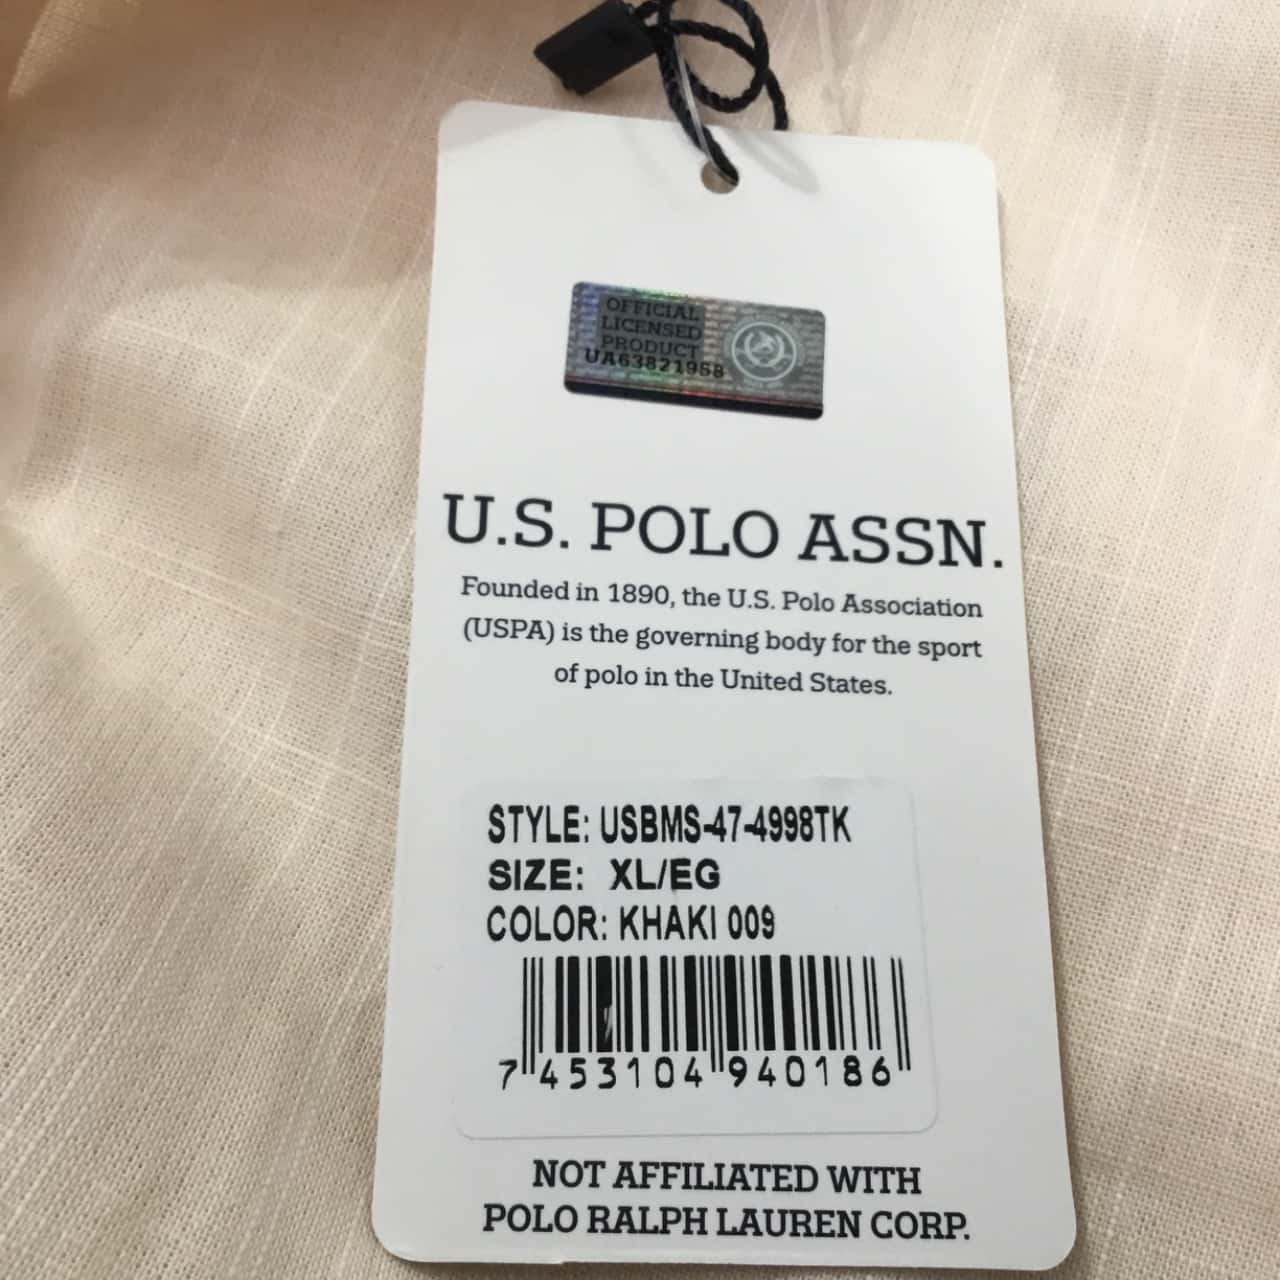 OFFICIAL
LICENSED
PRODUCT
UA63821958
U.S. POLO ASSN.
Founded in 1890, the U.S. Polo Association
(USPA) is the governing body for the sport
of polo in the United States.
STYLE: USBMS-47-4998TK
SIZE: XL/EG
COLOR: KHAKI 009
7 453104 940186
NOT AFFILIATED WITH
POLO RALPH LAUREN CORP.